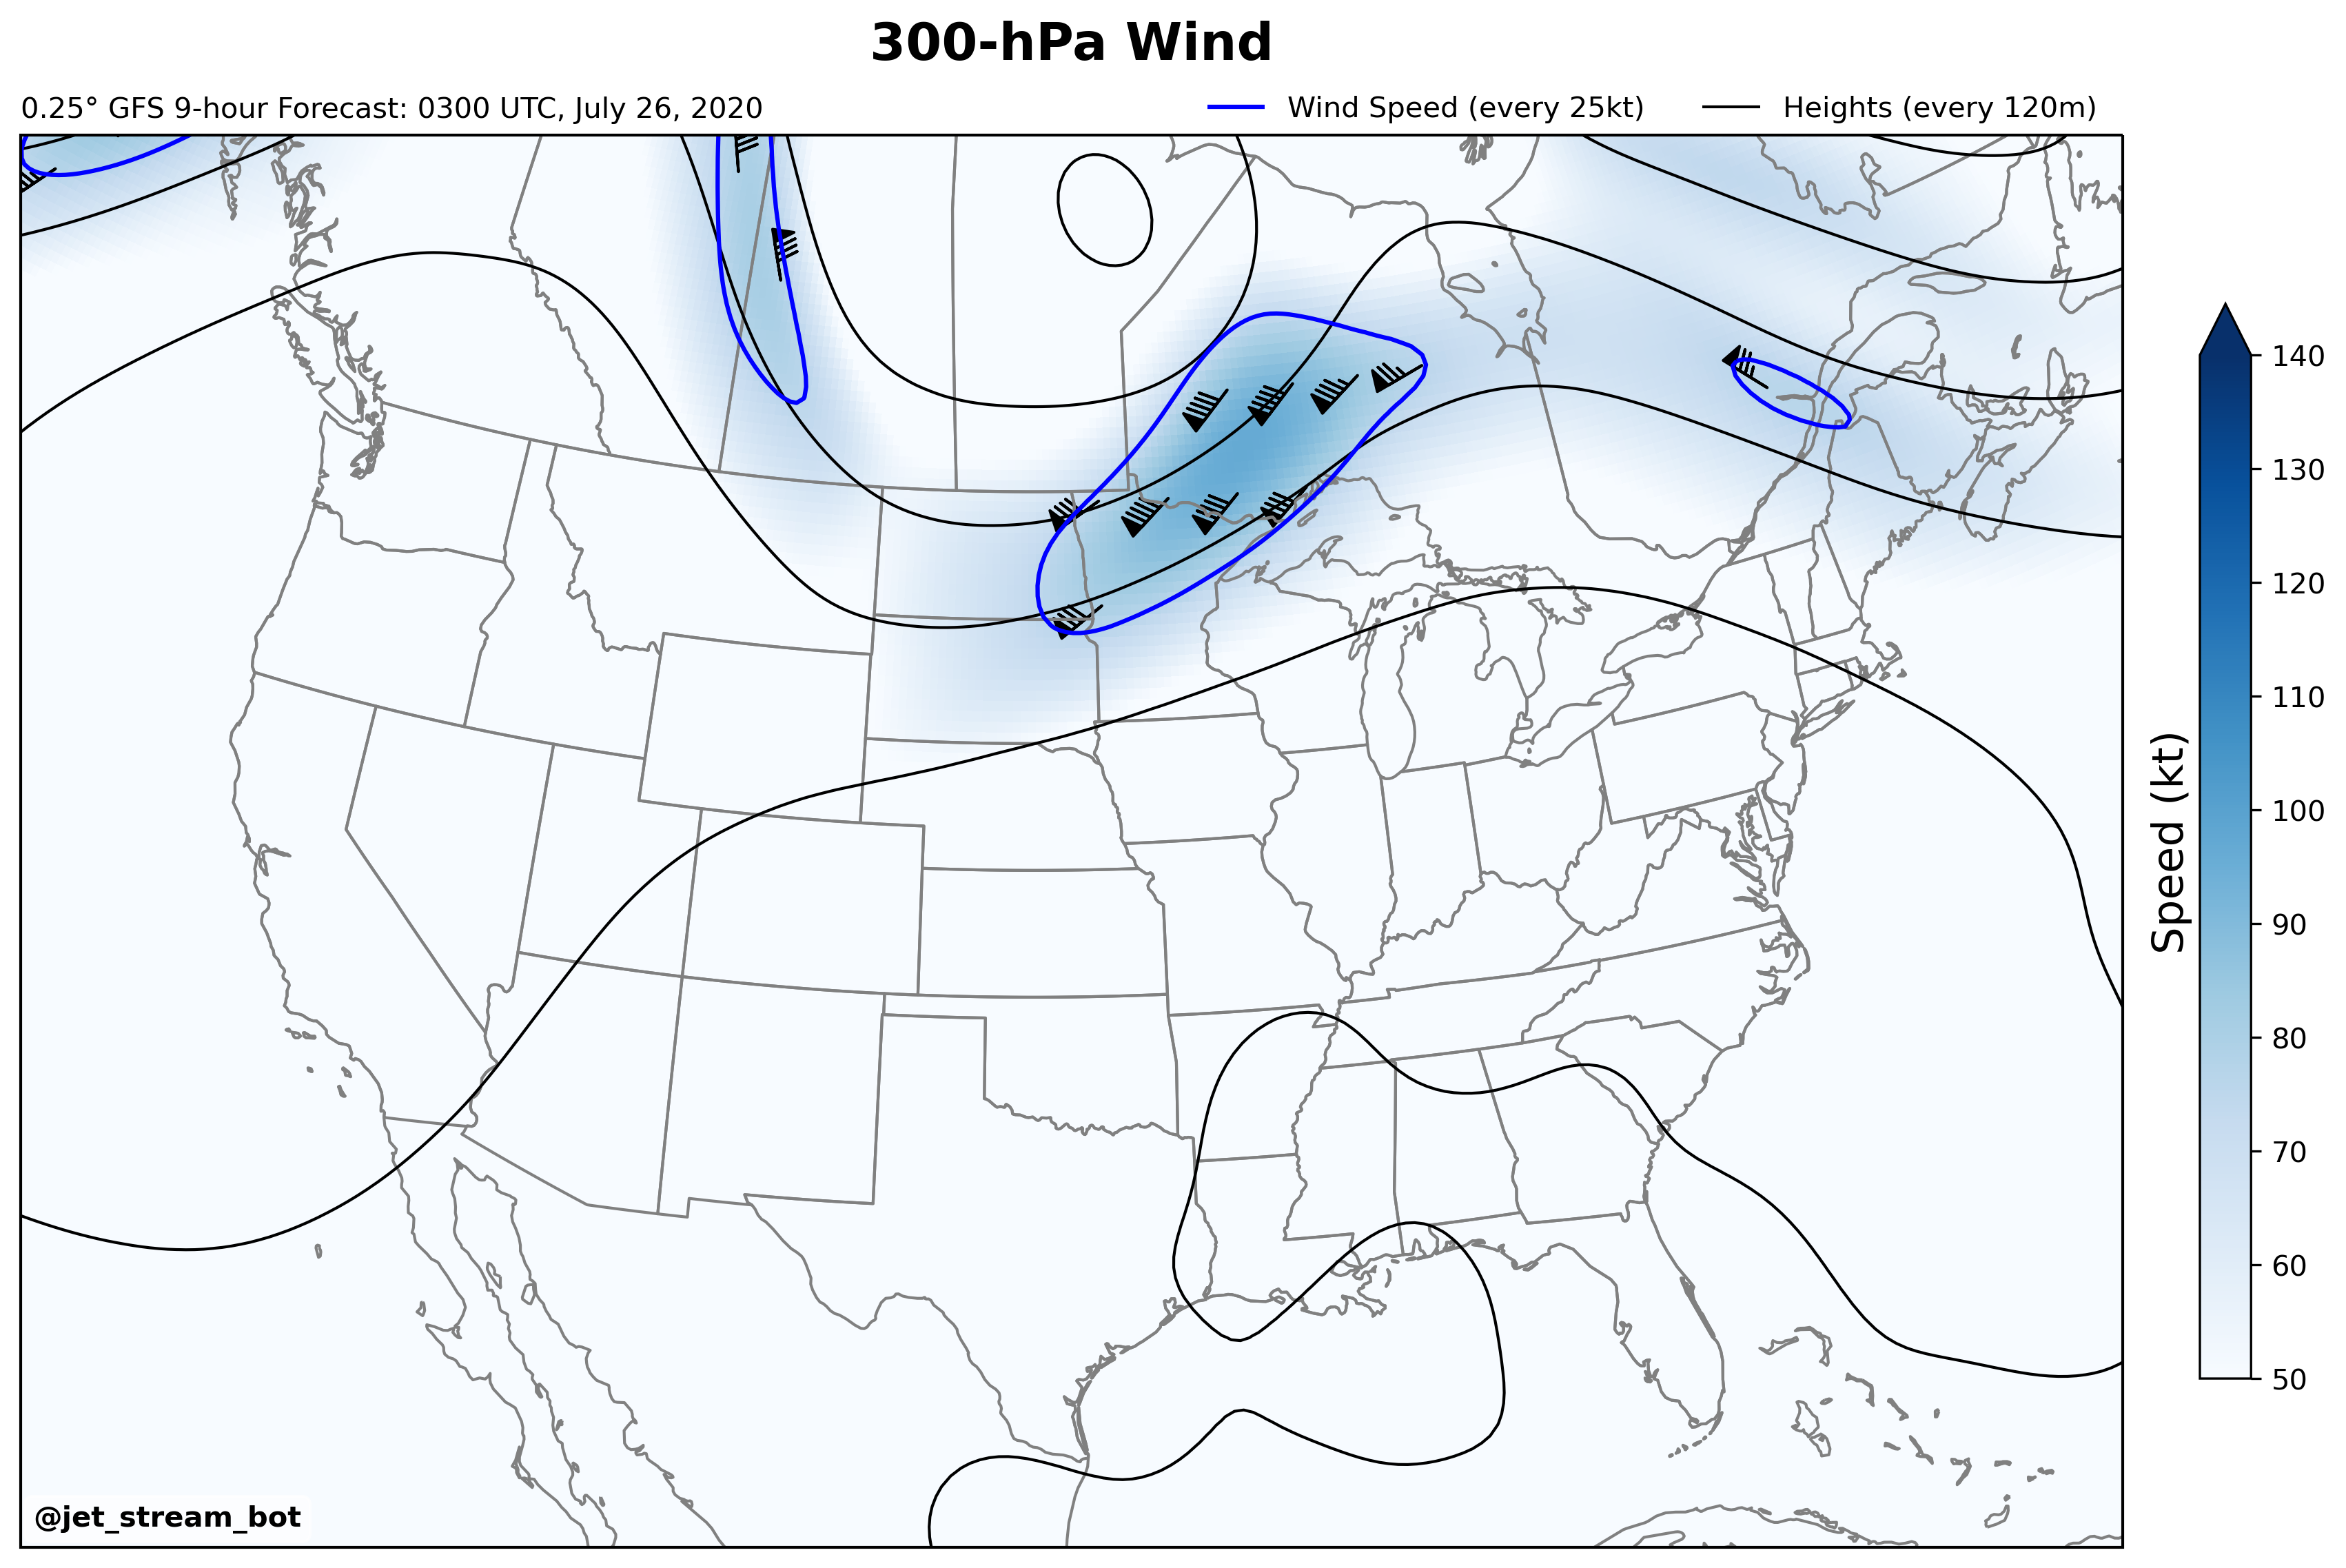 300-hPa Wind
0.25° GFS 9-hour Forecast: 0300 UTC, July 26, 2020
Wind Speed (every 25kt)
Heights (every 120m)
140
130
120
110
100
90
80
70
60
50
Speed (kt)
@jet_stream_bot